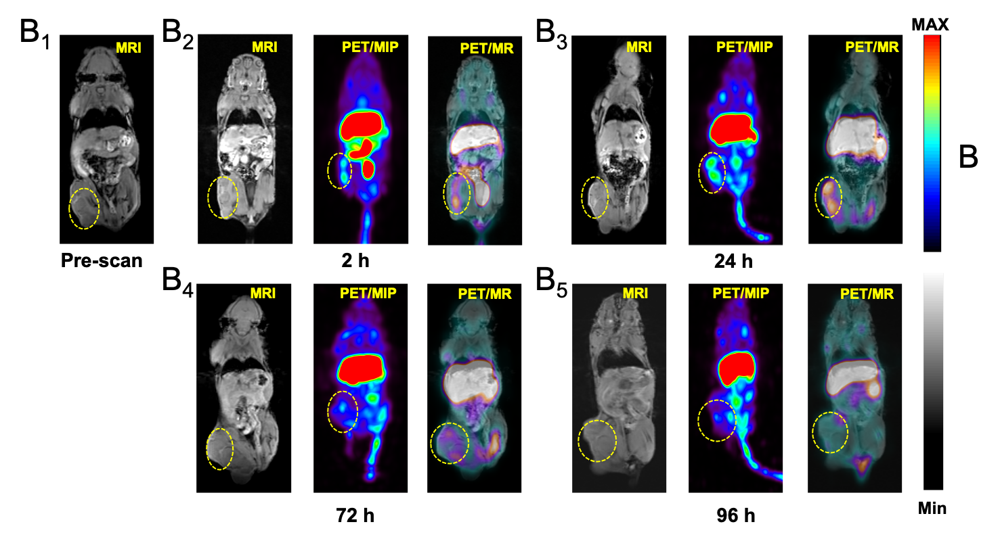 B1
MRI
Pre-scan
B2
MRI
PET/MIP
PET/MR
2 h
B3
MRI
PET/MIP
PET/MR
24 h
MAX
B
B4
MRI
PET/MIP
PET/MR
72 h
B5
MRI
PET/MIP
PET/MR
96 h
Min